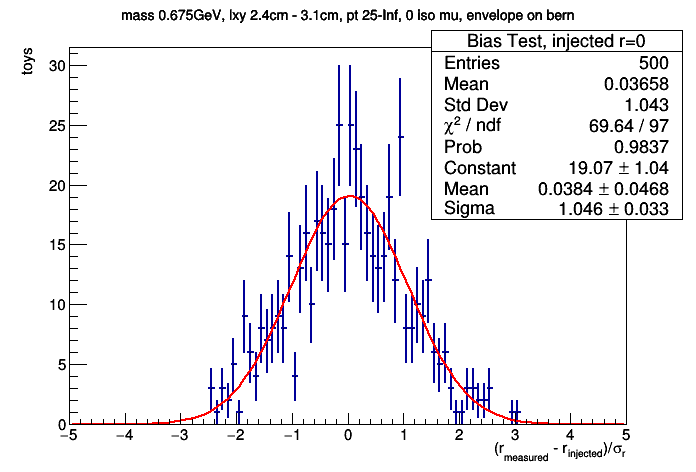 mass 0.675GeV, lxy 2.4cm - 3.1cm, pt 25-Inf, 0 Iso mu, envelope on bern
Bias Test, injected r=0
Entries 500
Mean 0.03658
Std Dev 1.043
χ² / ndf 69.64 / 97
Prob 0.9837
Constant 19.07 ± 1.04
Mean 0.0384 ± 0.0468
Sigma 1.046 ± 0.033
toys
30
25
20
15
10
5
0
−5 −4 −3 −2 −1 0 1 2 3 4 5
(r_measured - r_injected)/σ_r